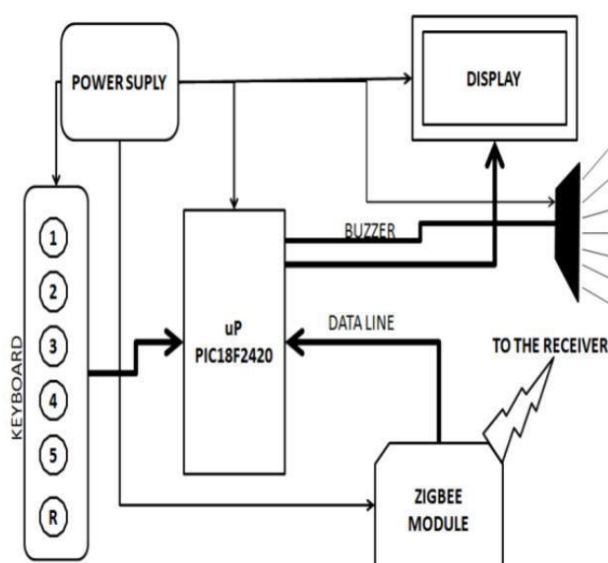 POWER SUPLY
DISPLAY
KEYBOARD
1
2
3
4
5
R
uP
PIC18F2420
BUZZER
DATA LINE
TO THE RECEIVER
ZIGBEE
MODULE